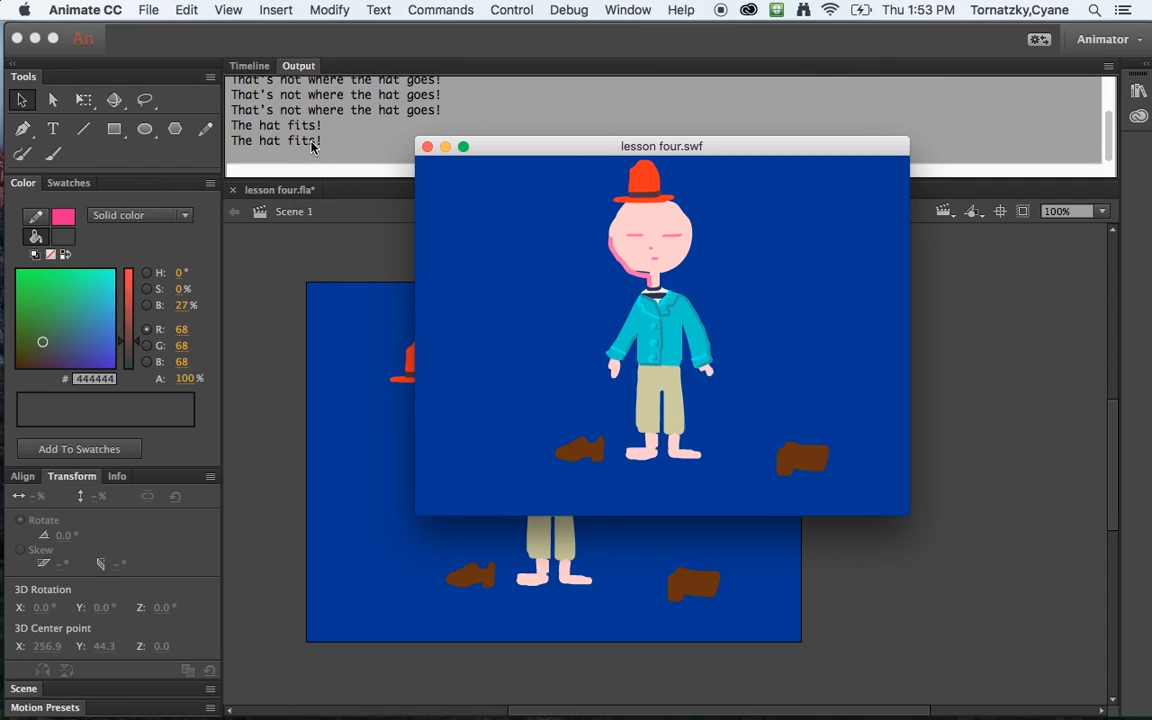 Animate CC File Edit View Insert Modify Text Commands Control Debug Window Help Thu 1:53 PM Tornatzky,Cyane
An Animator
Tools
Timeline Output
That's not where the hat goes!
That's not where the hat goes!
That's not where the hat goes!
The hat fits!
The hat fits!
lesson four.swf
T
Color Swatches
lesson four.fla*
Solid color
Scene 1
100%
H: 0 °
S: 0 %
B: 27 %
R: 68
G: 68
B: 68
# 444444 A: 100 %
Add To Swatches
Align Transform Info
-% -%
Rotate
0.0 °
Skew
-° -°
3D Rotation
X: 0.0 ° Y: 0.0 ° Z: 0.0 °
3D Center point
X: 256.9 Y: 44.3 Z: 0.0
Scene
Motion Presets